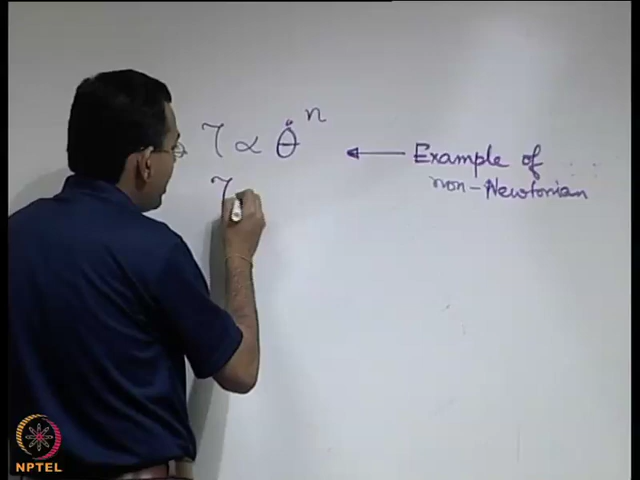 τ ∝ θ̇ⁿ ← Example of
non-Newtonian
τ
NPTEL